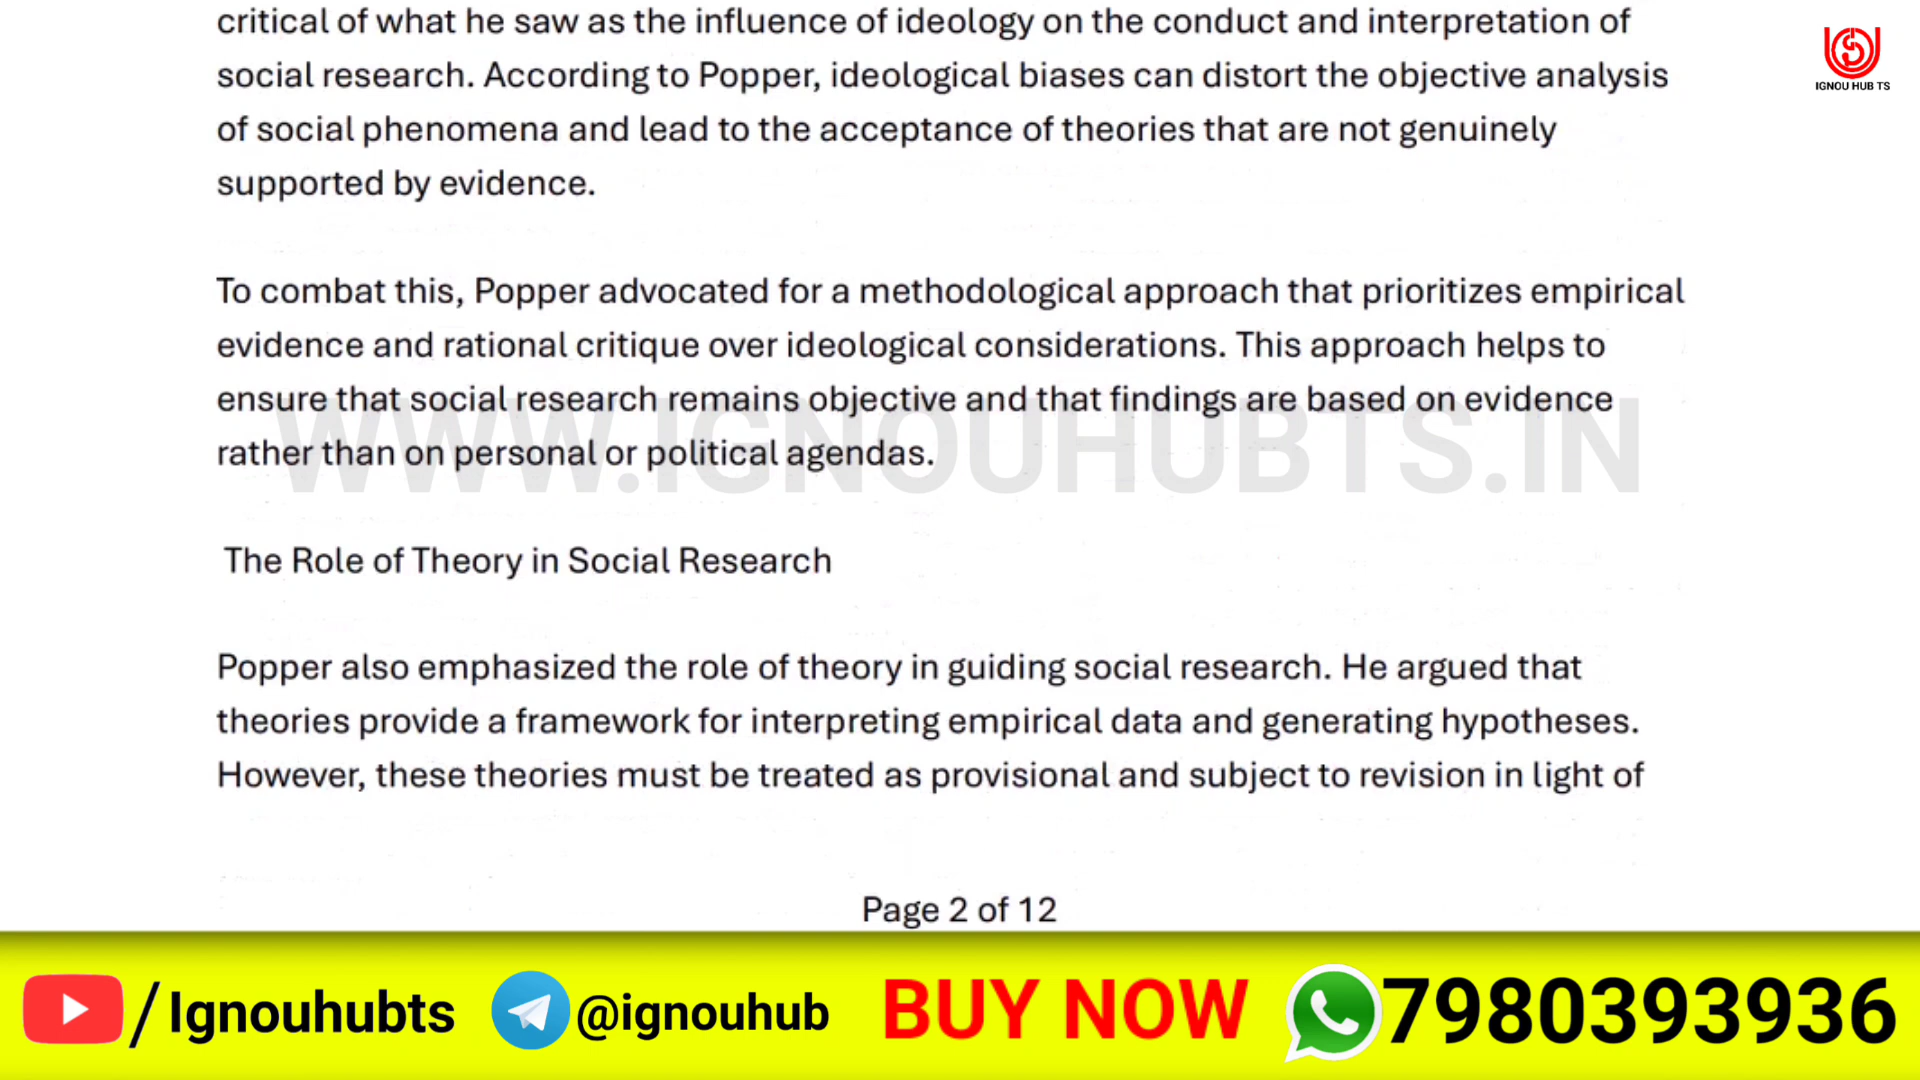 critical of what he saw as the influence of ideology on the conduct and interpretation of
social research. According to Popper, ideological biases can distort the objective analysis
of social phenomena and lead to the acceptance of theories that are not genuinely
supported by evidence.
IGNOU HUB TS
To combat this, Popper advocated for a methodological approach that prioritizes empirical
evidence and rational critique over ideological considerations. This approach helps to
ensure that social research remains objective and that findings are based on evidence
rather than on personal or political agendas.
WWW.IGNOUHUBTS.IN
The Role of Theory in Social Research
Popper also emphasized the role of theory in guiding social research. He argued that
theories provide a framework for interpreting empirical data and generating hypotheses.
However, these theories must be treated as provisional and subject to revision in light of
Page 2 of 12
/Ignouhubts @ignouhub BUY NOW 7980393936